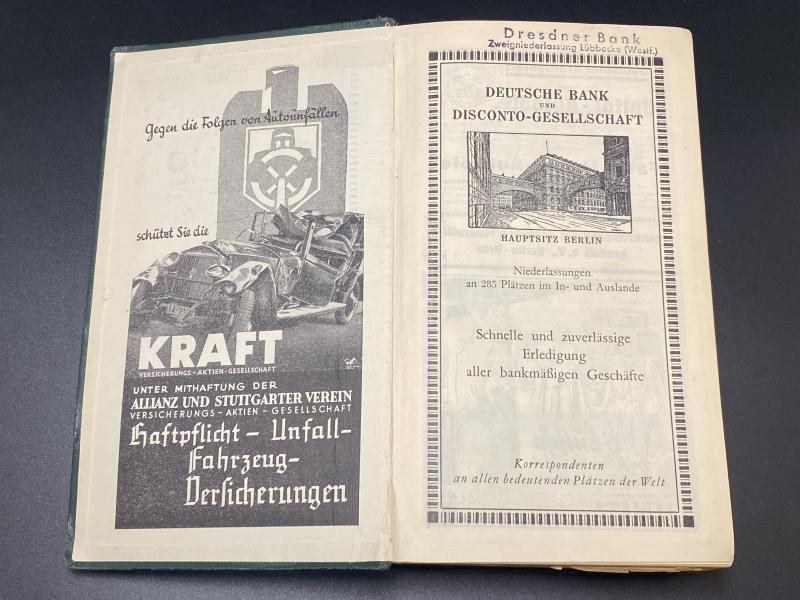 Gegen die Folgen von Autounfällen
schützt Sie die
KRAFT
VERSICHERUNGS-AKTIEN-GESELLSCHAFT
UNTER MITHAFTUNG DER
ALLIANZ UND STUTTGARTER VEREIN
VERSICHERUNGS-AKTIEN-GESELLSCHAFT
Haftpflicht-Unfall-
Fahrzeug-
Versicherungen
Dresdner Bank
Zweigniederlassung Lübbecke (Westf.)
DEUTSCHE BANK
UND
DISCONTO-GESELLSCHAFT
HAUPTSITZ BERLIN
Niederlassungen
an 285 Plätzen im In- und Auslande
Schnelle und zuverlässige
Erledigung
aller bankmäßigen Geschäfte
Korrespondenten
an allen bedeutenden Plätzen der Welt